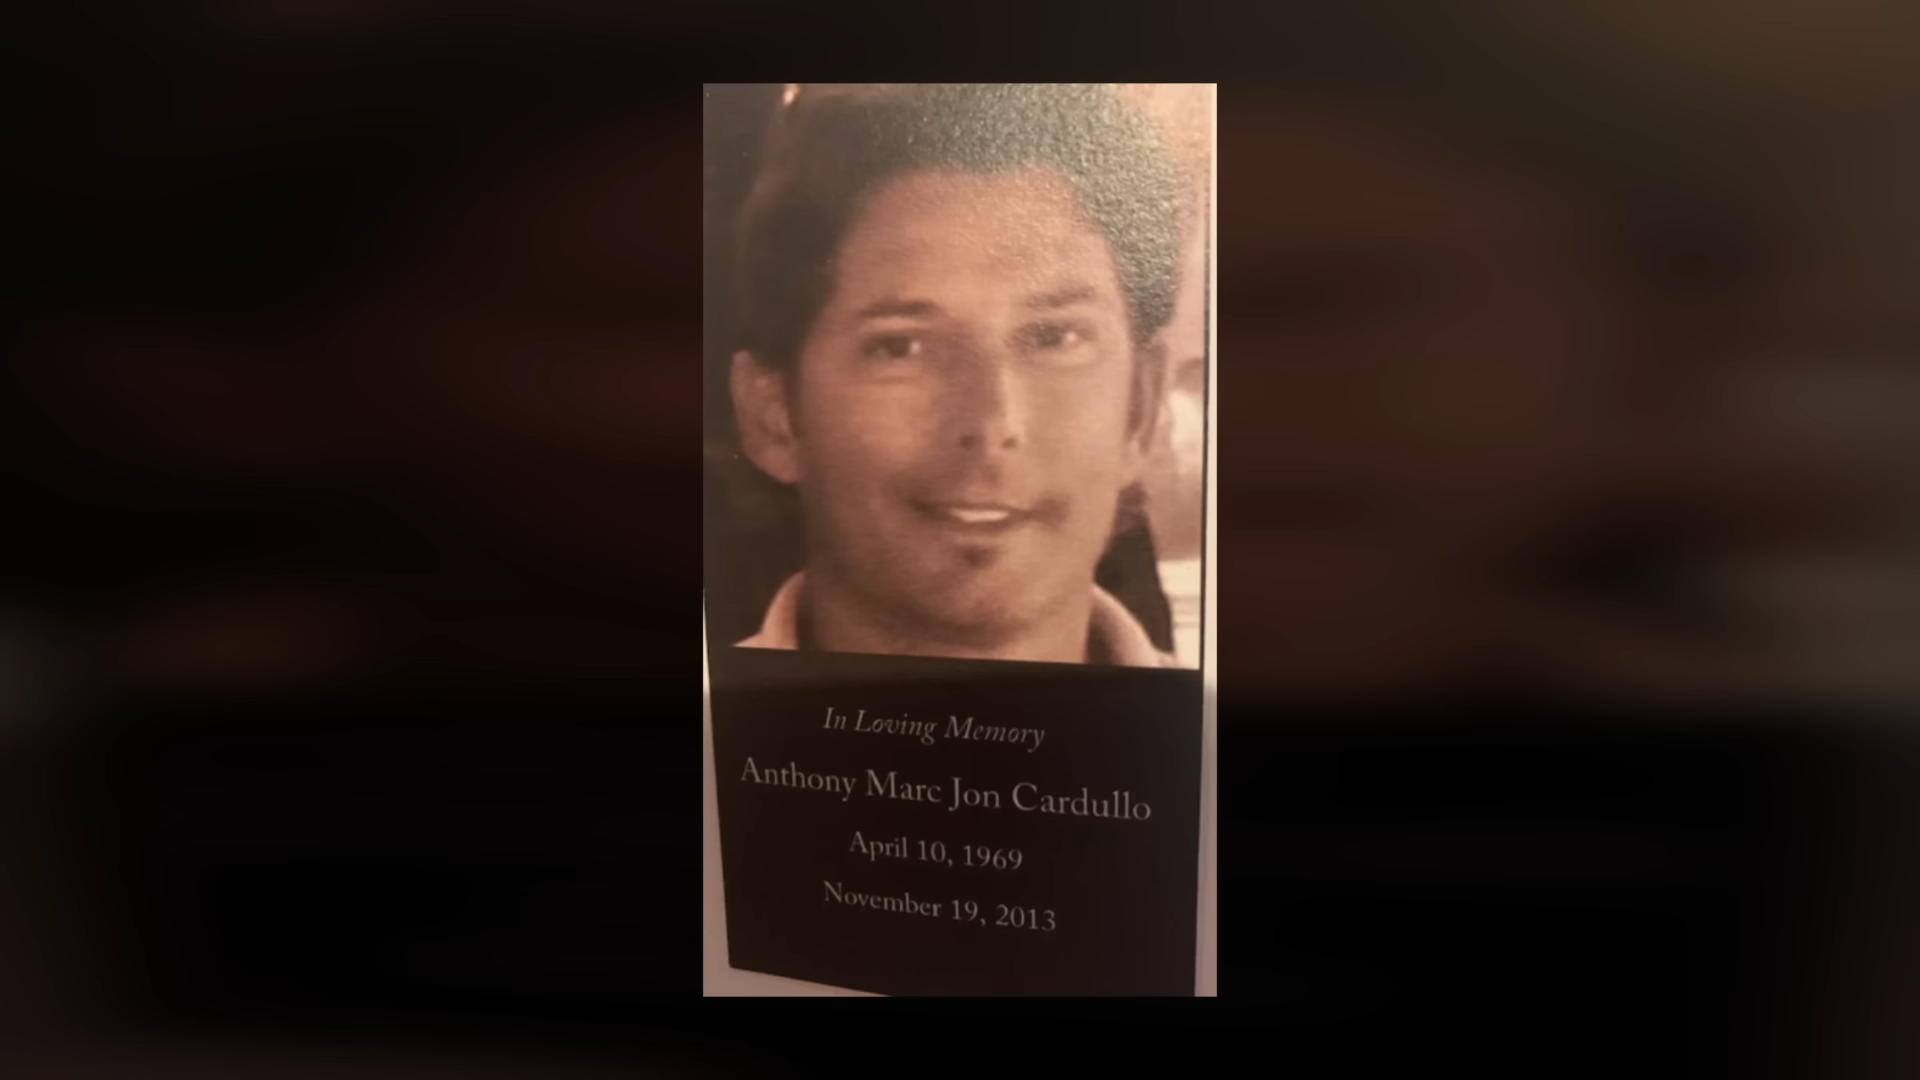 In Loving Memory
Anthony Marc Jon Cardullo
April 10, 1969
November 19, 2013